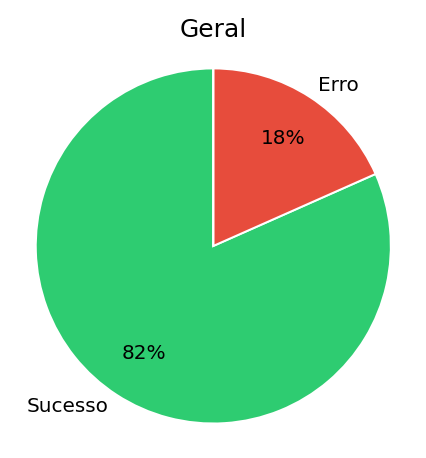 Geral
Erro
18%
82%
Sucesso